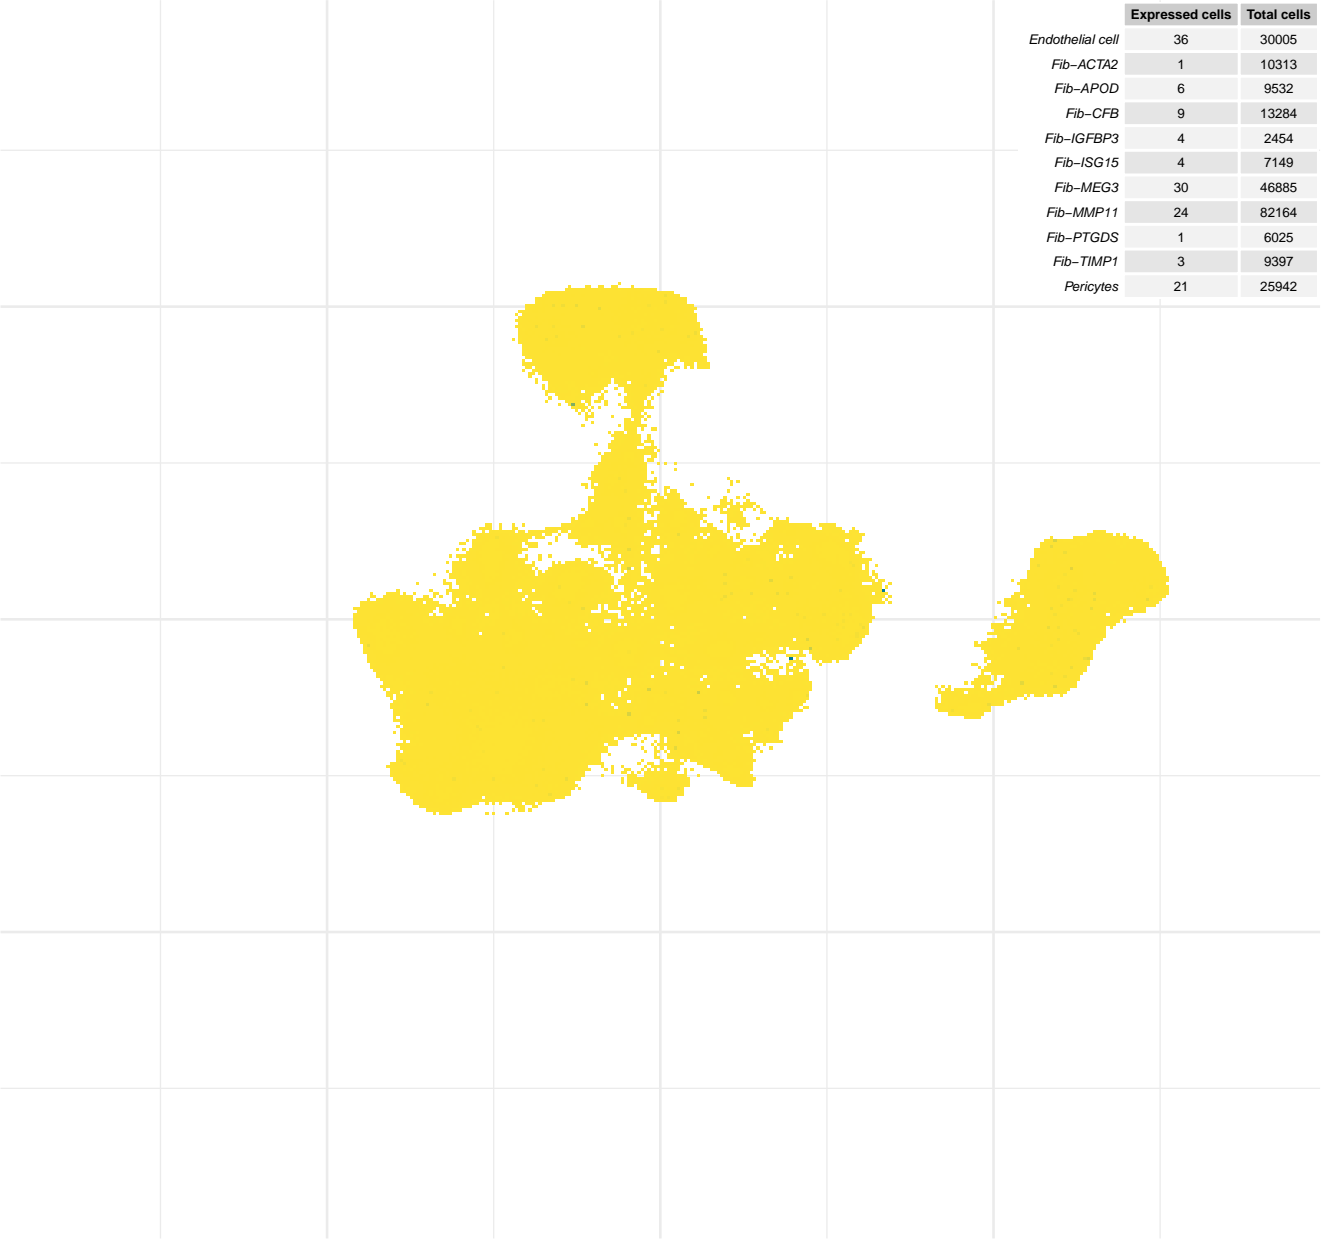 Expressed cells Total cells
Endothelial cell 36 30005
Fib−ACTA2 1 10313
Fib−APOD 6 9532
Fib−CFB 9 13284
Fib−IGFBP3 4 2454
Fib−ISG15 4 7149
Fib−MEG3 30 46885
Fib−MMP11 24 82164
Fib−PTGDS 1 6025
Fib−TIMP1 3 9397
Pericytes 21 25942